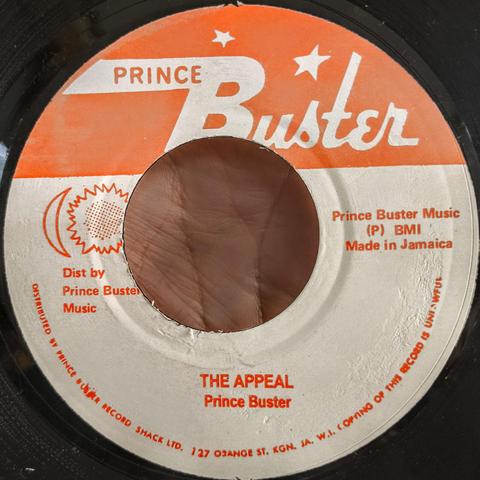 PRINCE
Buster
Prince Buster Music
(P) BMI
Made in Jamaica
Dist by
Prince Buster
Music
THE APPEAL
Prince Buster
DISTRIBUTED BY PRINCE BUSTER RECORD SHACK LTD. 127 ORANGE ST. KGN. JA. W.I. COPYING OF THIS RECORD IS UNLAWFUL